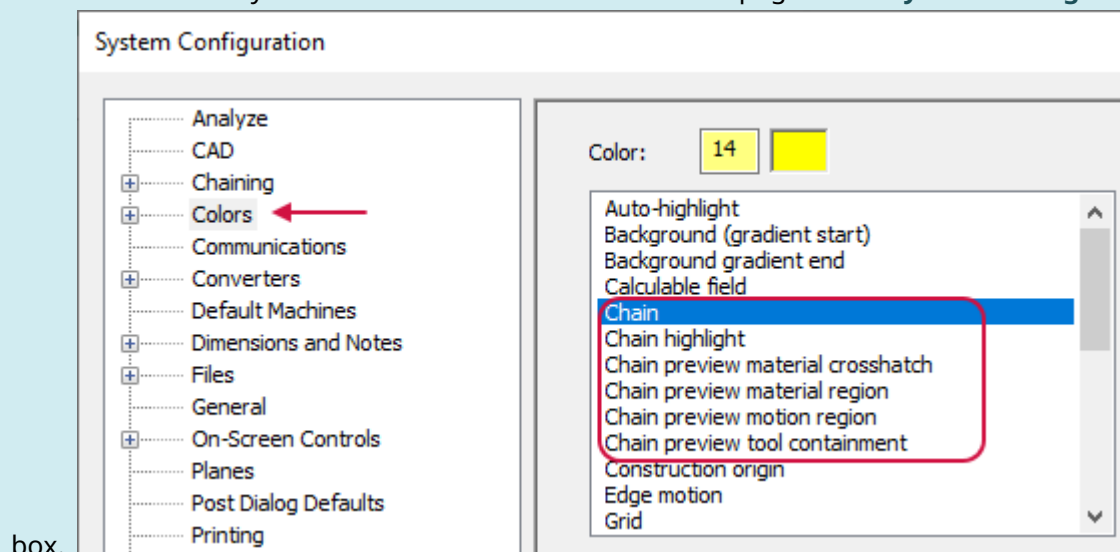 System Configuration
Analyze
CAD
Chaining
Colors
Communications
Converters
Default Machines
Dimensions and Notes
Files
General
On-Screen Controls
Planes
Post Dialog Defaults
Printing
Color: 14
Auto-highlight
Background (gradient start)
Background gradient end
Calculable field
Chain
Chain highlight
Chain preview material crosshatch
Chain preview material region
Chain preview motion region
Chain preview tool containment
Construction origin
Edge motion
Grid
box.